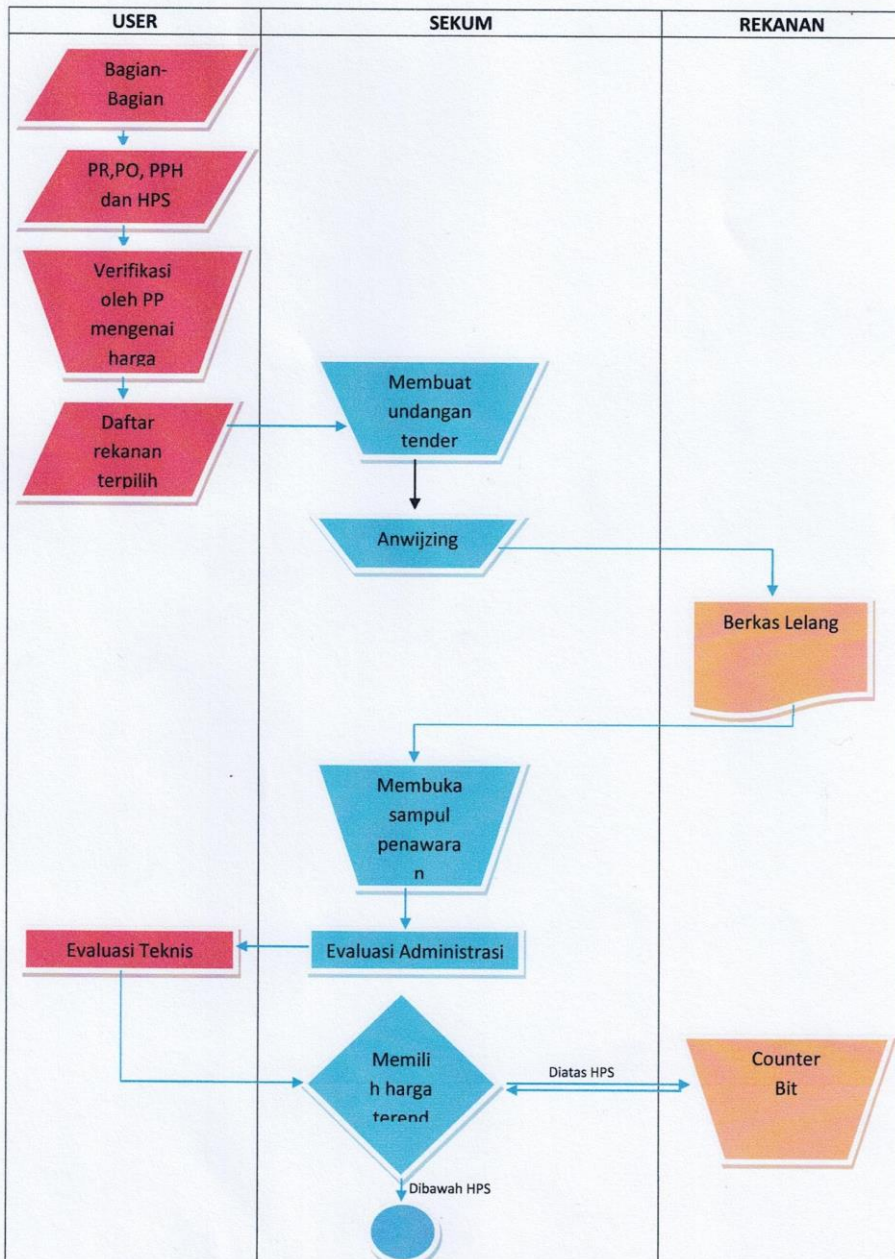 USER
SEKUM
REKANAN
Bagian-
Bagian
PR,PO, PPH
dan HPS
Verifikasi
oleh PP
mengenai
harga
Daftar
rekanan
terpilih
Membuat
undangan
tender
Anwijzing
Berkas Lelang
Membuka
sampul
penawara
n
Evaluasi Teknis
Evaluasi Administrasi
Memili
h harga
terend
Diatas HPS
Counter
Bit
Dibawah HPS